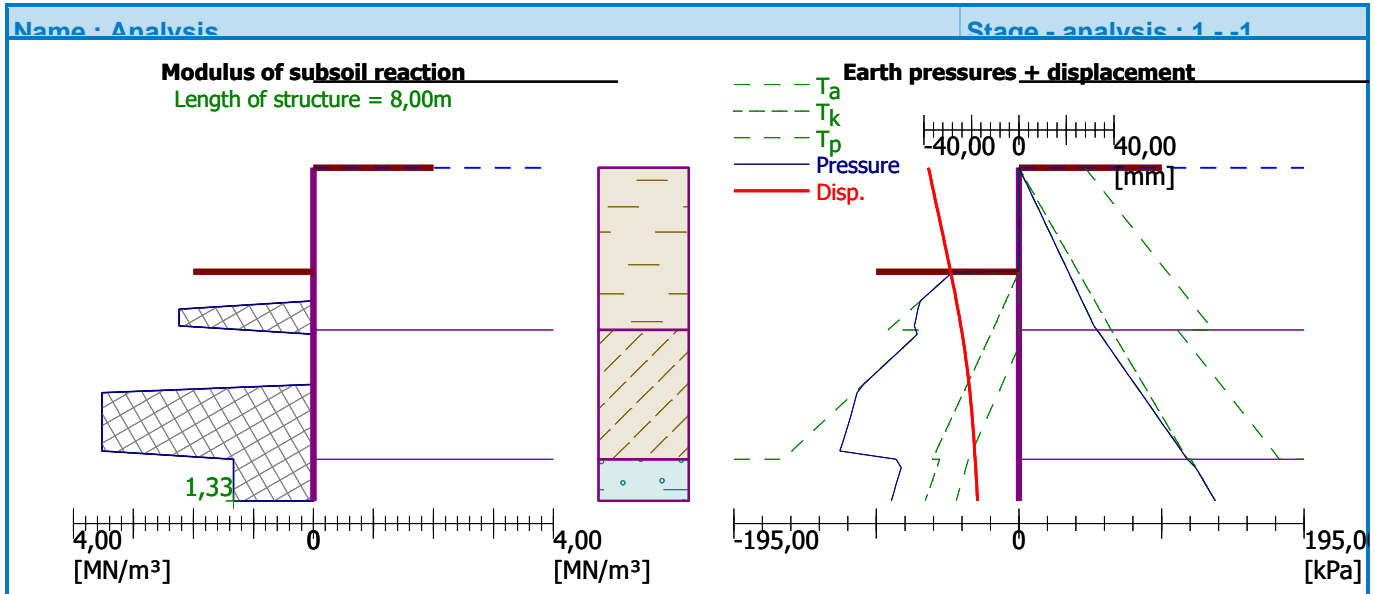 Name : Analysis
Stage - analysis : 1 - -1
Modulus of subsoil reaction
Length of structure = 8,00m
Earth pressures + displacement
Ta
Tk
Tp
Pressure
Disp.
-40,00 0 40,00
[mm]
1,33
4,00 0 4,00
[MN/m³] [MN/m³]
-195,00 0 195,0
[kPa]